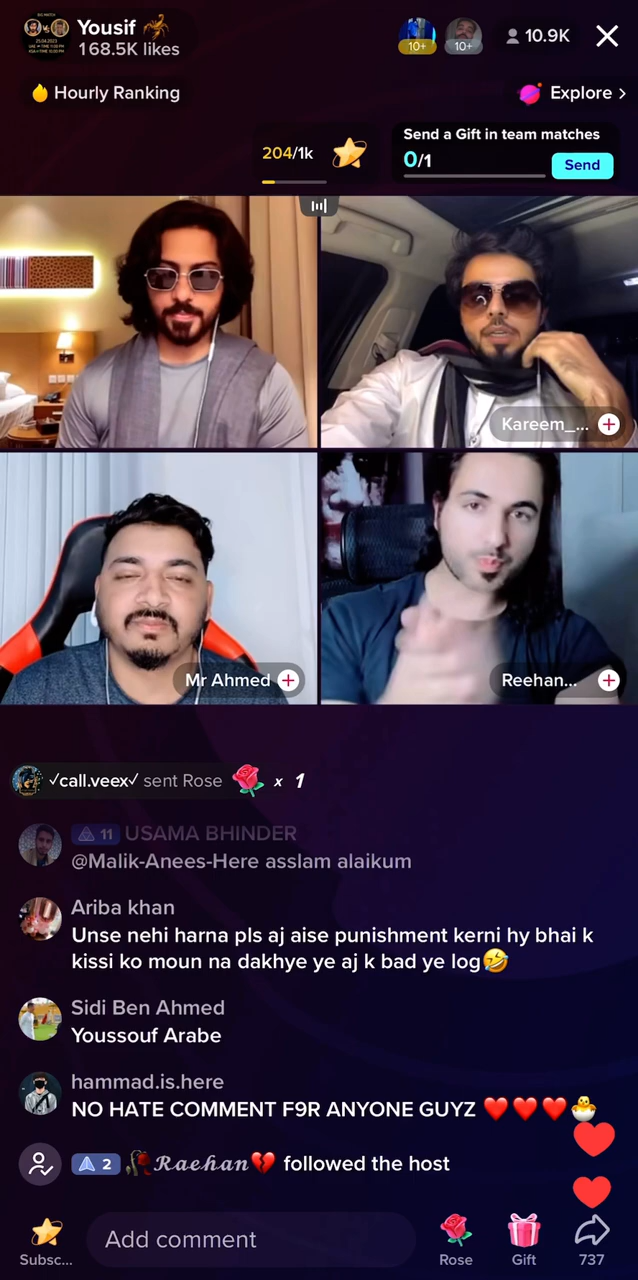 Yousif 🦂
168.5K likes
10+
10+
10.9K
Hourly Ranking
Explore >
204/1k
Send a Gift in team matches
0/1
Send
Kareem_...
Mr Ahmed
Reehan...
✓call.veex✓ sent Rose x 1
11 USAMA BHINDER
@Malik-Anees-Here asslam alaikum
Ariba khan
Unse nehi harna pls aj aise punishment kerni hy bhai k
kissi ko moun na dakhye ye aj k bad ye log🤣
Sidi Ben Ahmed
Youssouf Arabe
hammad.is.here
NO HATE COMMENT F9R ANYONE GUYZ ❤️❤️❤️🐣
2 🥀𝓡𝓪𝓮𝓱𝓪𝓷💔 followed the host
Add comment
Subsc...
Rose
Gift
737